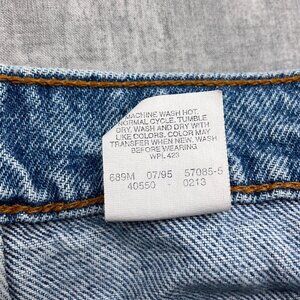 MACHINE WASH HOT
NORMAL CYCLE. TUMBLE
DRY. WASH AND DRY WITH
LIKE COLORS. COLOR MAY
TRANSFER WHEN NEW. WASH
BEFORE WEARING.
WPL 423
689M 07/95 57085-5
40550 - 0213